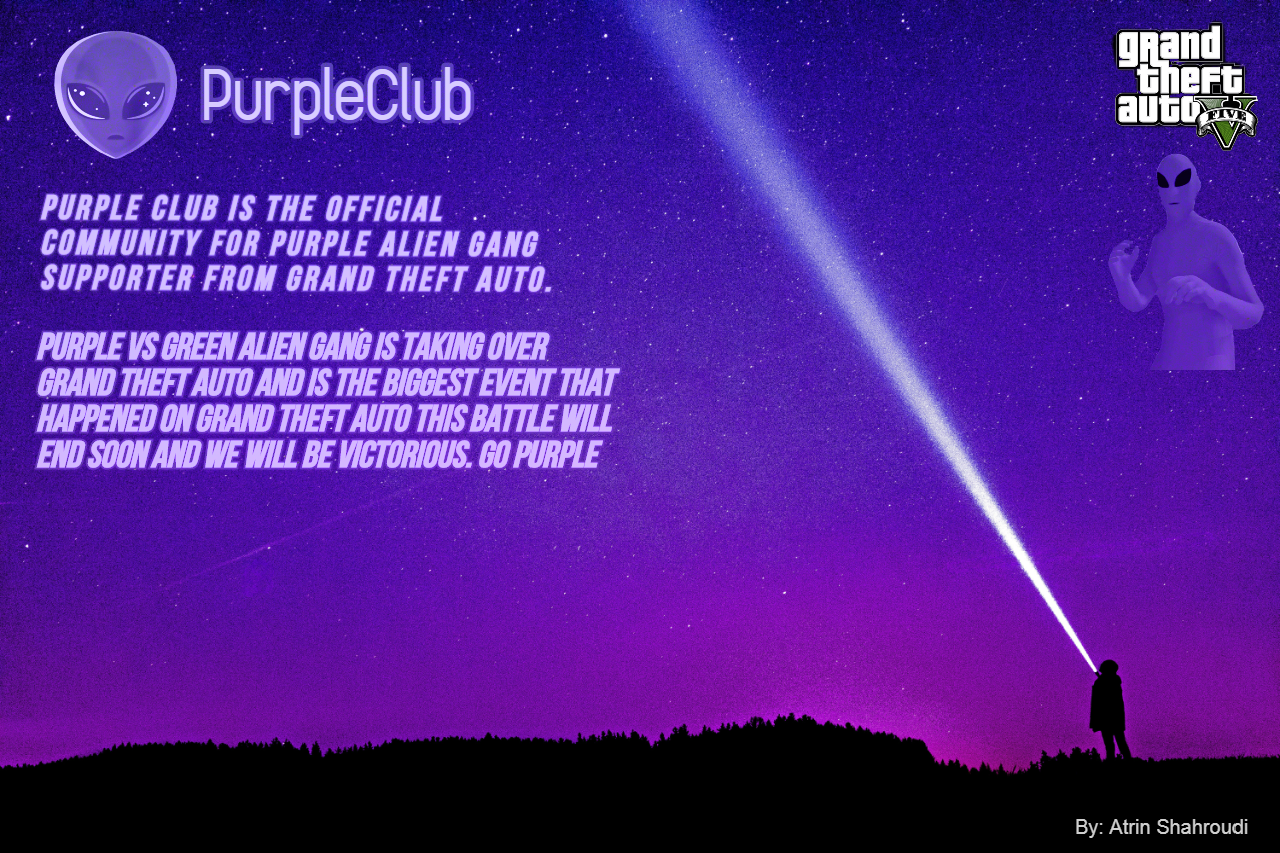 PurpleClub
grand
theft
auto
FIVE
PURPLE CLUB IS THE OFFICIAL
COMMUNITY FOR PURPLE ALIEN GANG
SUPPORTER FROM GRAND THEFT AUTO.
PURPLE VS GREEN ALIEN GANG IS TAKING OVER
GRAND THEFT AUTO AND IS THE BIGGEST EVENT THAT
HAPPENED ON GRAND THEFT AUTO THIS BATTLE WILL
END SOON AND WE WILL BE VICTORIOUS. GO PURPLE
By: Atrin Shahroudi